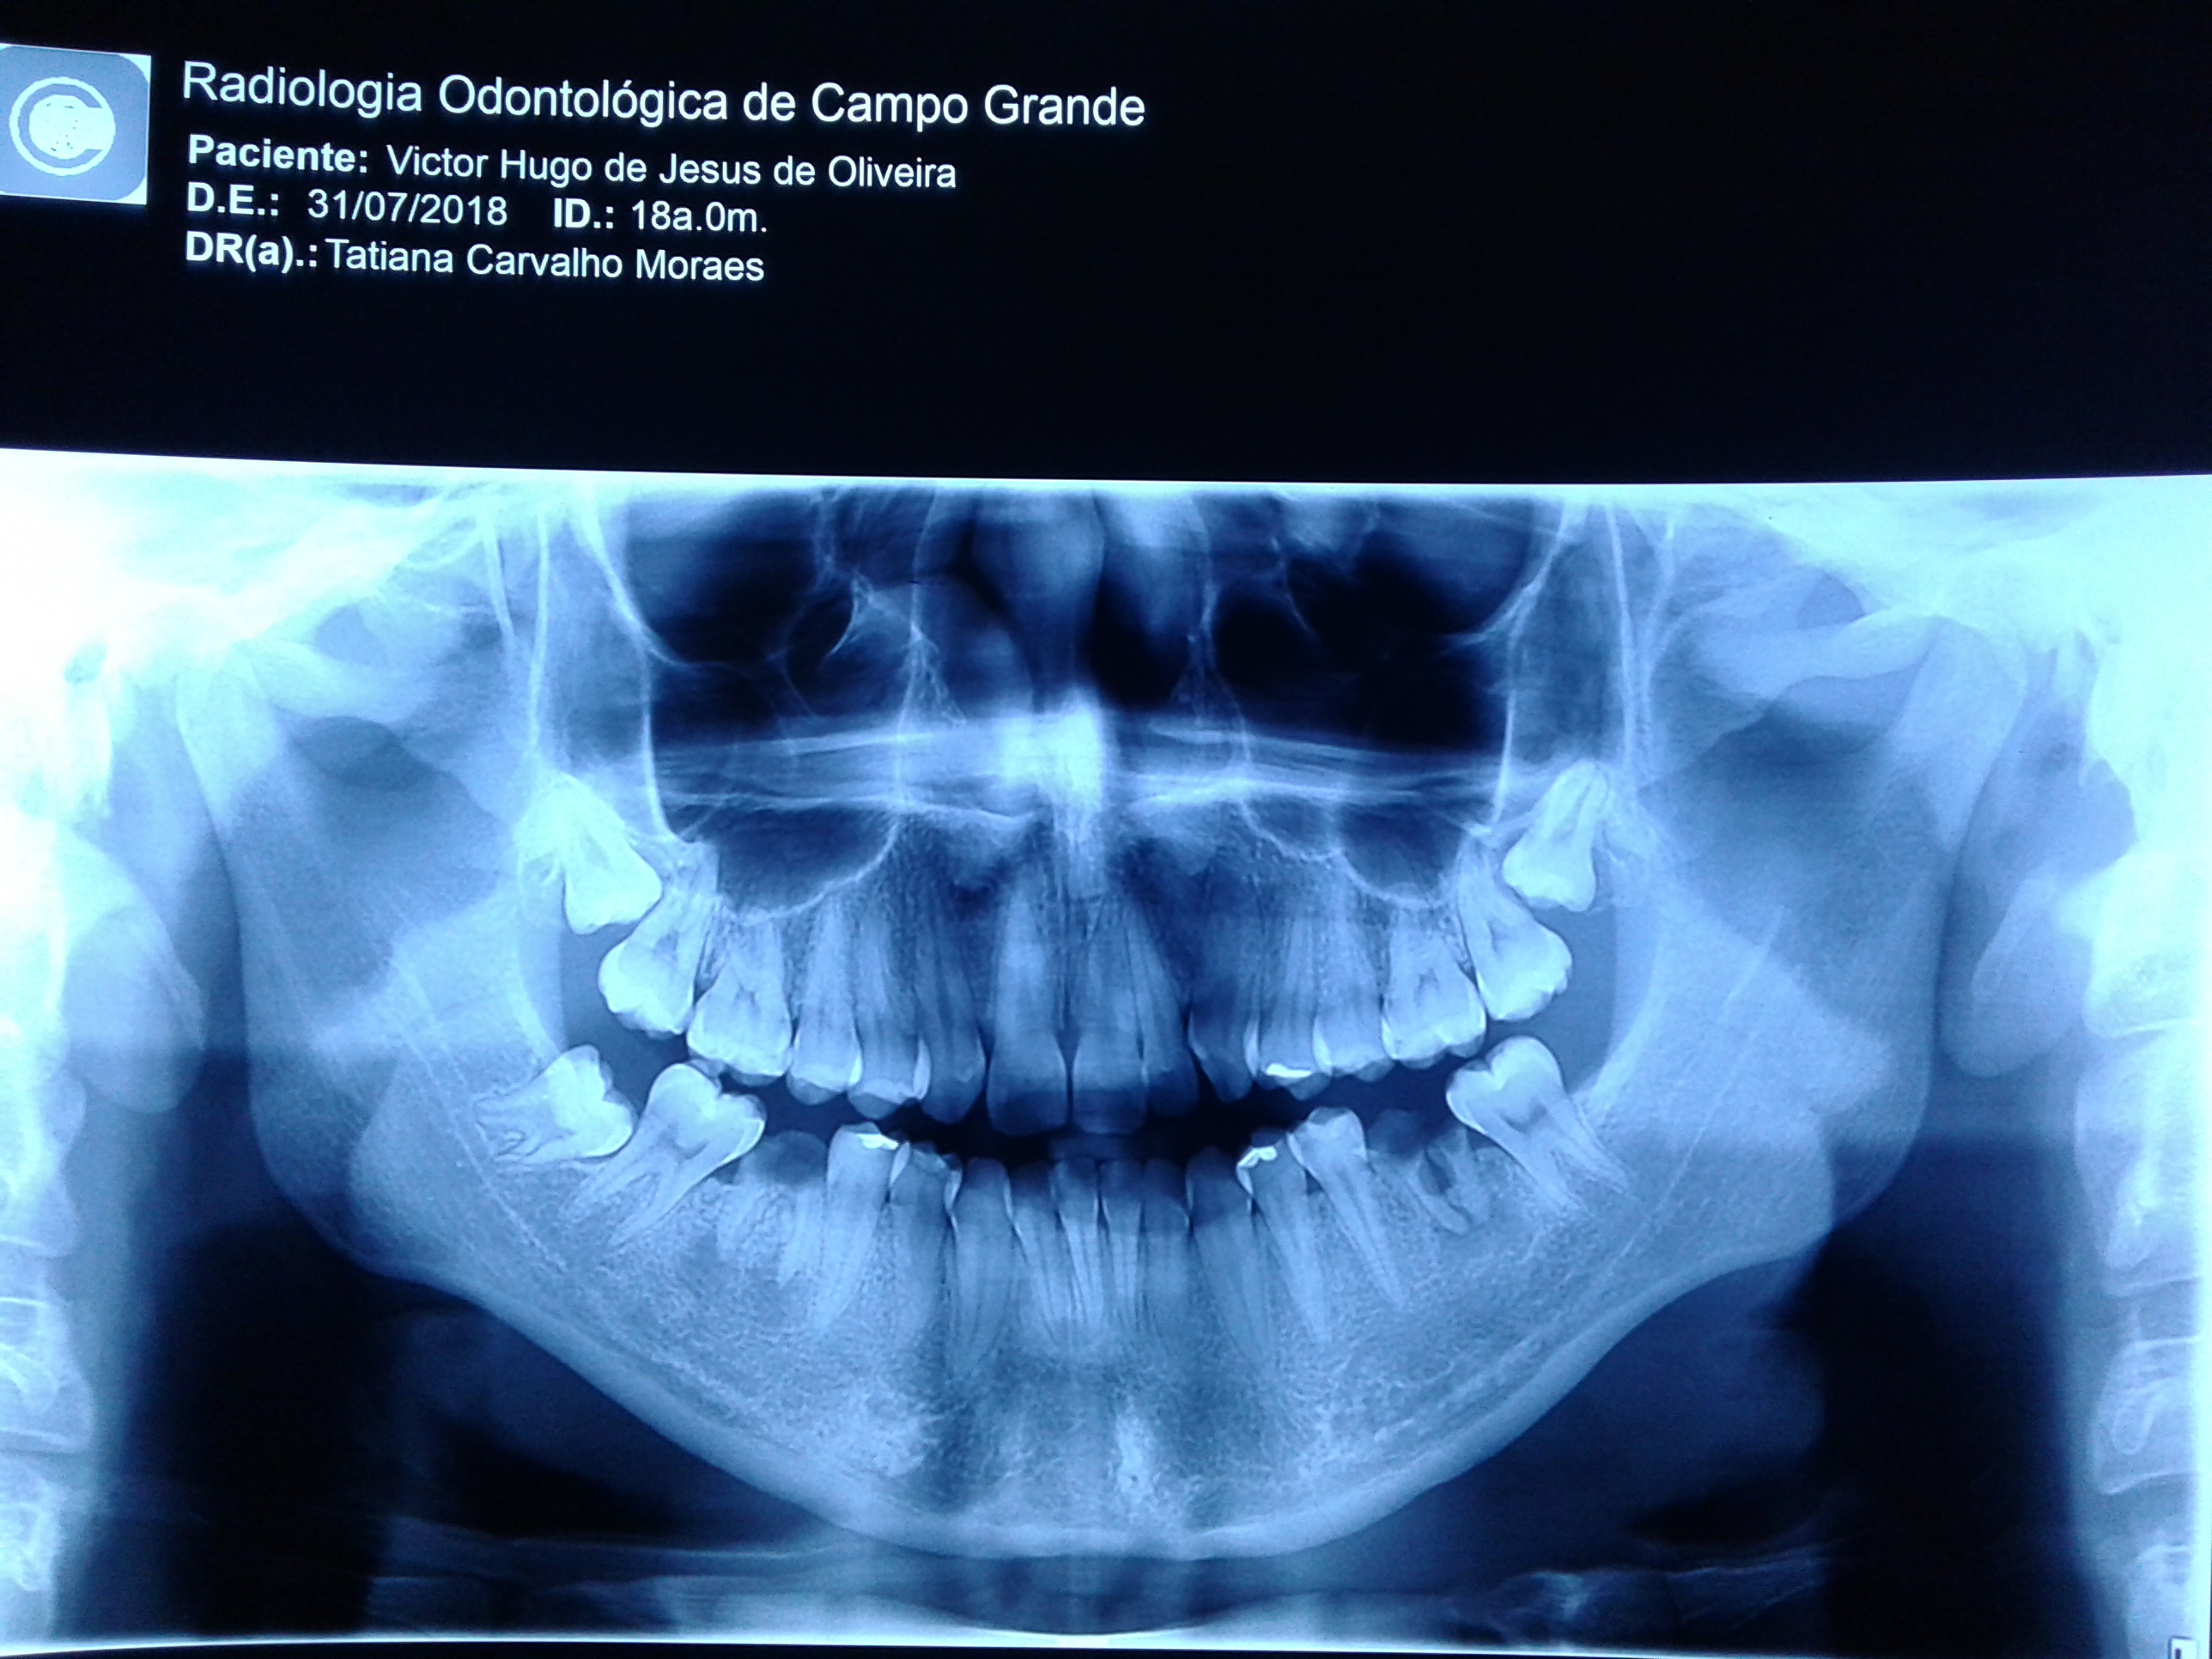 Radiologia Odontológica de Campo Grande
Paciente: Victor Hugo de Jesus de Oliveira
D.E.: 31/07/2018 ID.: 18a.0m.
DR(a).: Tatiana Carvalho Moraes